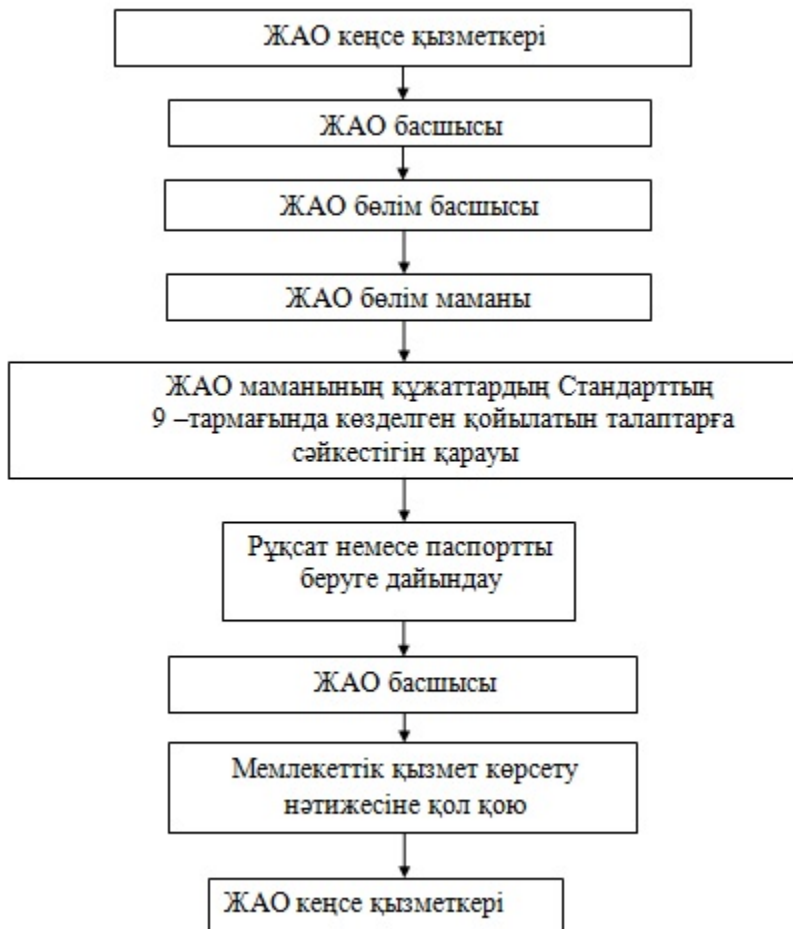 ЖАО кеңсе қызметкері
ЖАО басшысы
ЖАО бөлім басшысы
ЖАО бөлім маманы
ЖАО маманының құжаттардың Стандарттың
9 –тармағында көзделген қойылатын талаптарға
сәйкестігін қарауы
Рұқсат немесе паспортты
беруге дайындау
ЖАО басшысы
Мемлекеттік қызмет көрсету
нәтижесіне қол қою
ЖАО кеңсе қызметкері